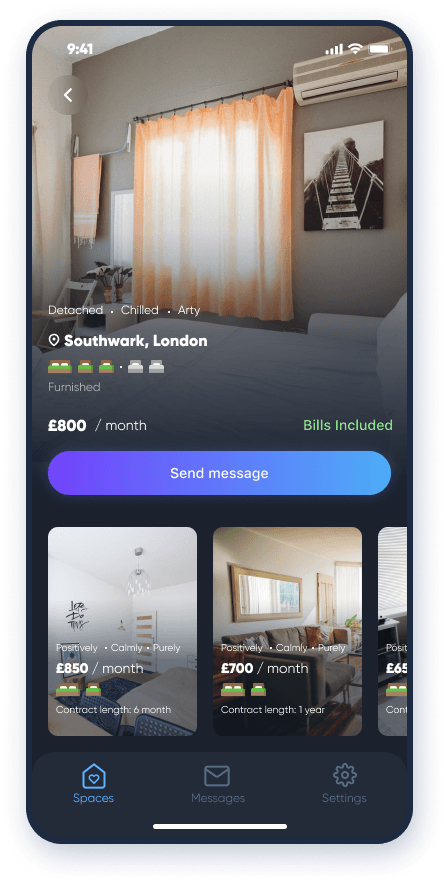 9:41
Detached • Chilled • Arty
Southwark, London
Furnished
£800 / month
Bills Included
Send message
Positively • Calmly • Purely
£850 / month
Contract length: 6 month
Positively • Calmly • Purely
£700 / month
Contract length: 1 year
£65
Spaces
Messages
Settings